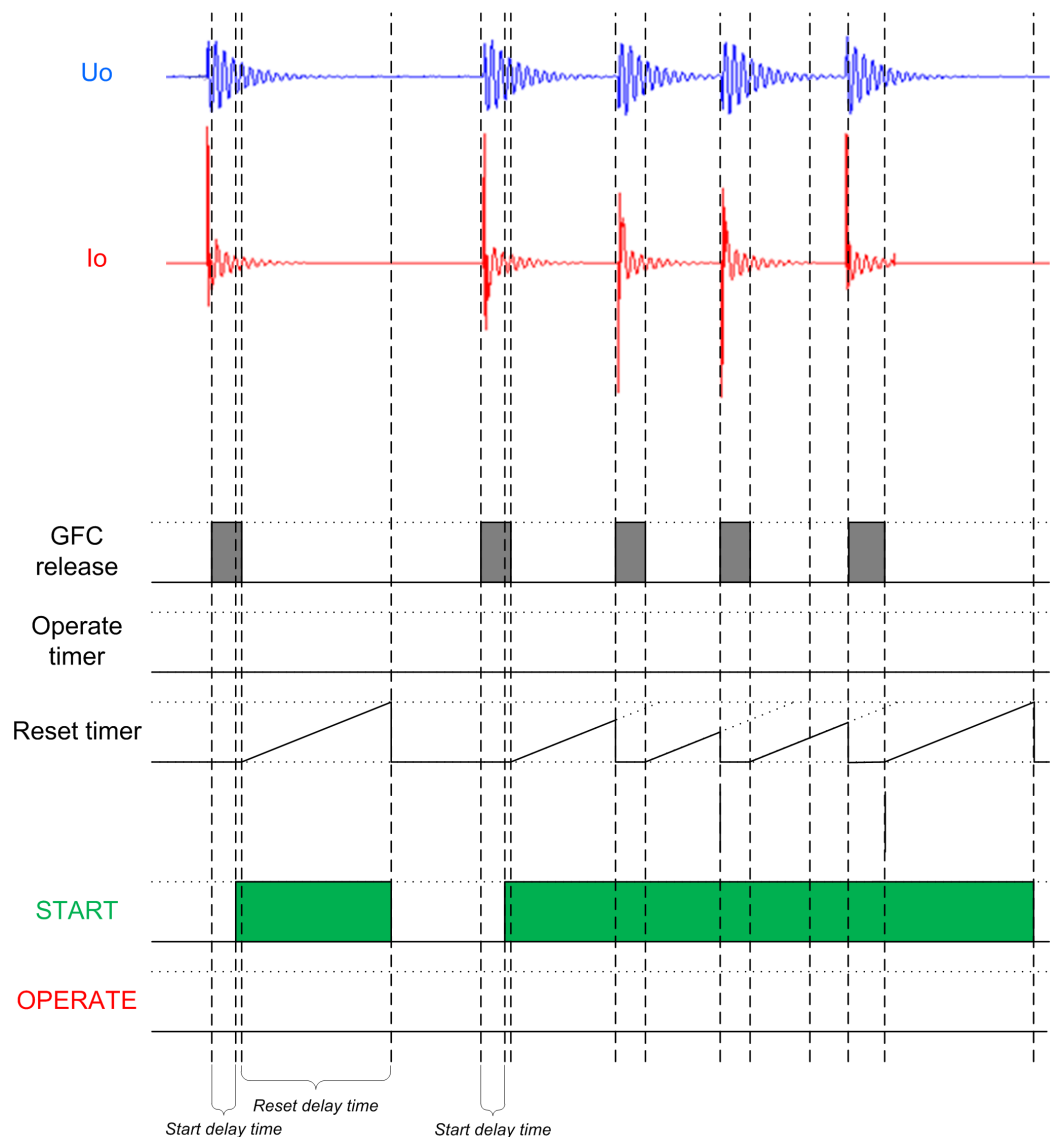 Uo
Io
GFC
release
Operate
timer
Reset timer
START
OPERATE
Reset delay time
Start delay time
Start delay time